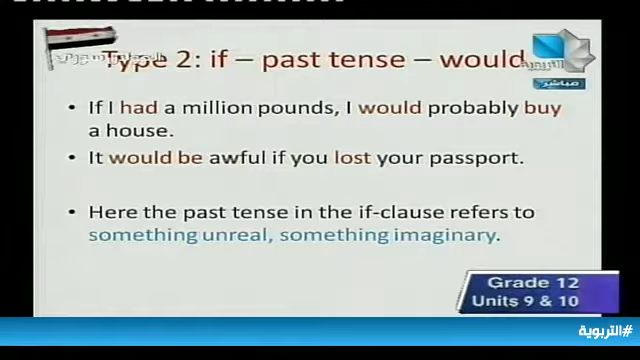 Type 2: if – past tense – would
التربوية
مباشر
• If I had a million pounds, I would probably buy
a house.
• It would be awful if you lost your passport.
• Here the past tense in the if-clause refers to
something unreal, something imaginary.
Grade 12
Units 9 & 10
#التربوية